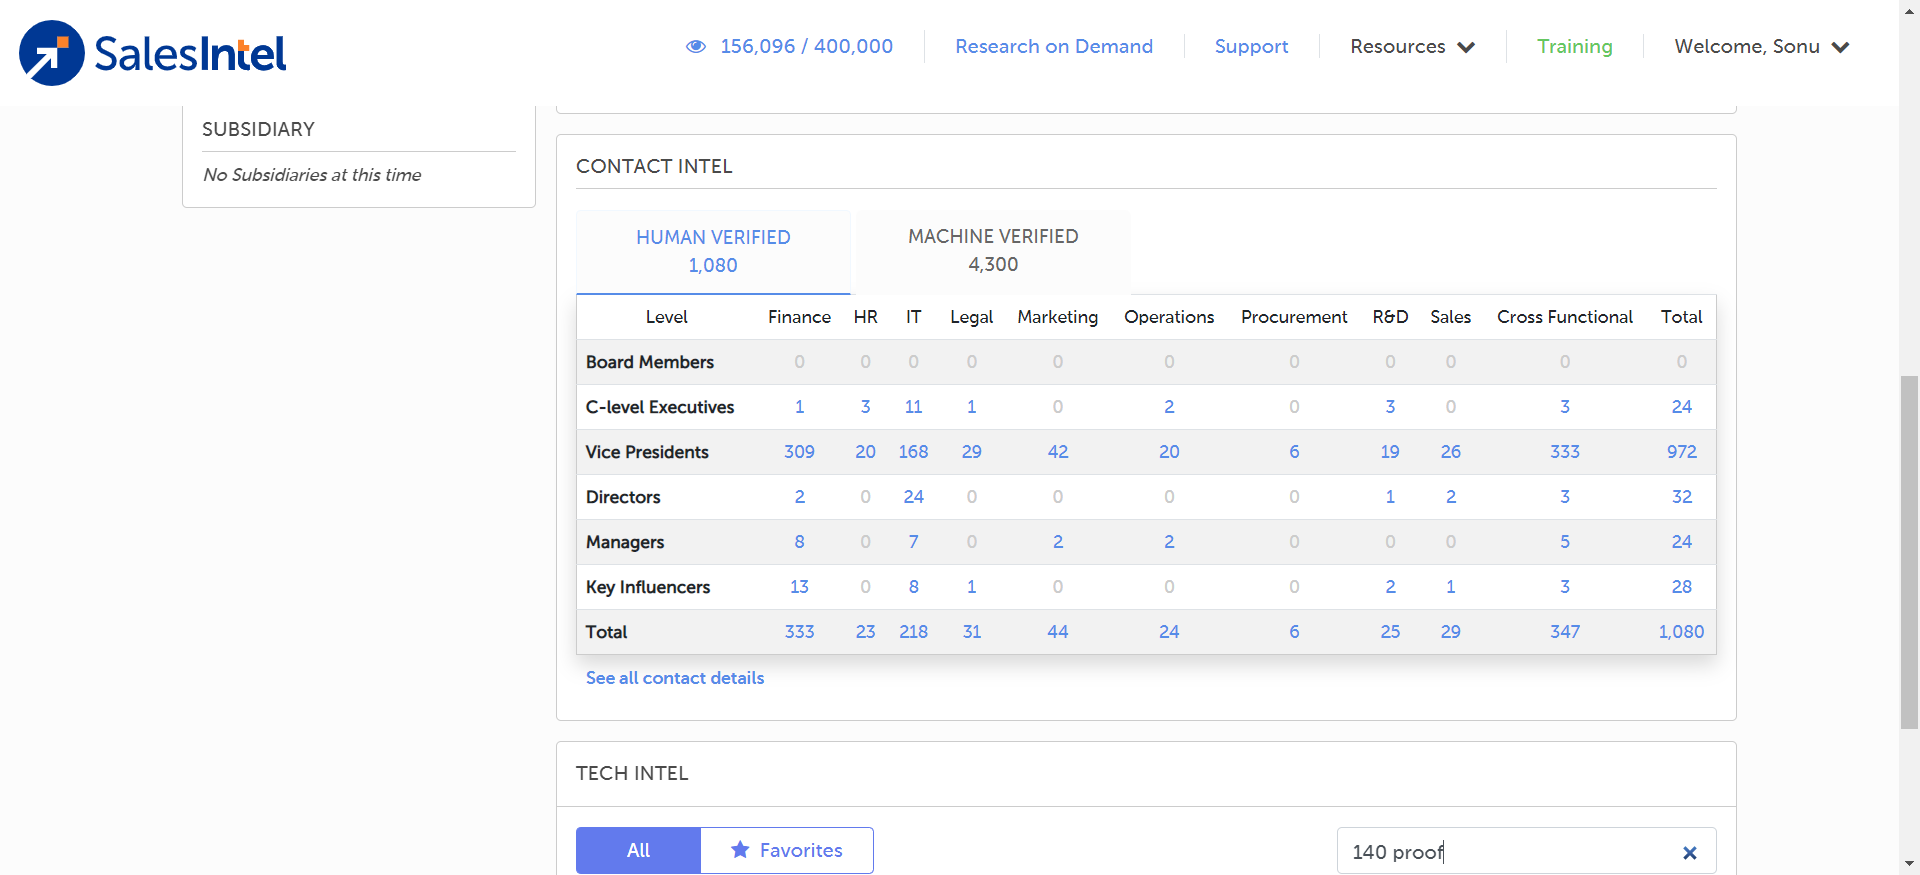 SalesIntel
156,096 / 400,000 Research on Demand Support Resources Training Welcome, Sonu
SUBSIDIARY
No Subsidiaries at this time
CONTACT INTEL
HUMAN VERIFIED MACHINE VERIFIED
1,080 4,300
Level Finance HR IT Legal Marketing Operations Procurement R&D Sales Cross Functional Total
Board Members 0 0 0 0 0 0 0 0 0 0 0
C-level Executives 1 3 11 1 0 2 0 3 0 3 24
Vice Presidents 309 20 168 29 42 20 6 19 26 333 972
Directors 2 0 24 0 0 0 0 1 2 3 32
Managers 8 0 7 0 2 2 0 0 0 5 24
Key Influencers 13 0 8 1 0 0 0 2 1 3 28
Total 333 23 218 31 44 24 6 25 29 347 1,080
See all contact details
TECH INTEL
All Favorites 140 proof